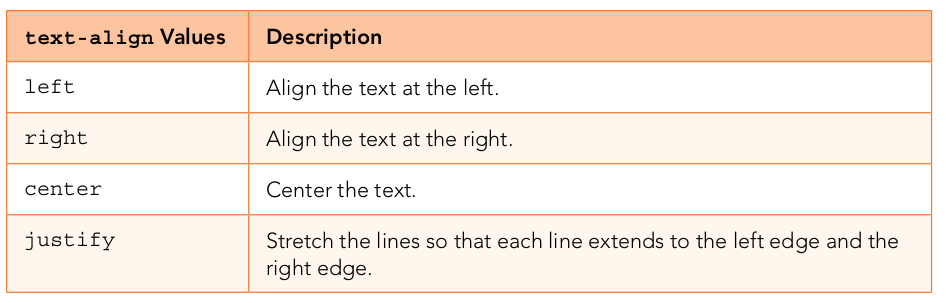 text-align Values Description
left Align the text at the left.
right Align the text at the right.
center Center the text.
justify Stretch the lines so that each line extends to the left edge and the
right edge.